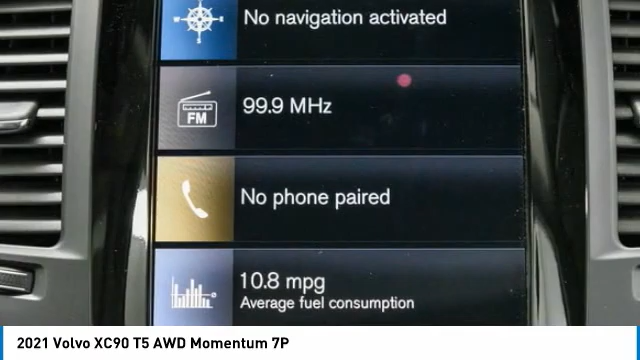 No navigation activated
FM
99.9 MHz
No phone paired
10.8 mpg
Average fuel consumption
2021 Volvo XC90 T5 AWD Momentum 7P